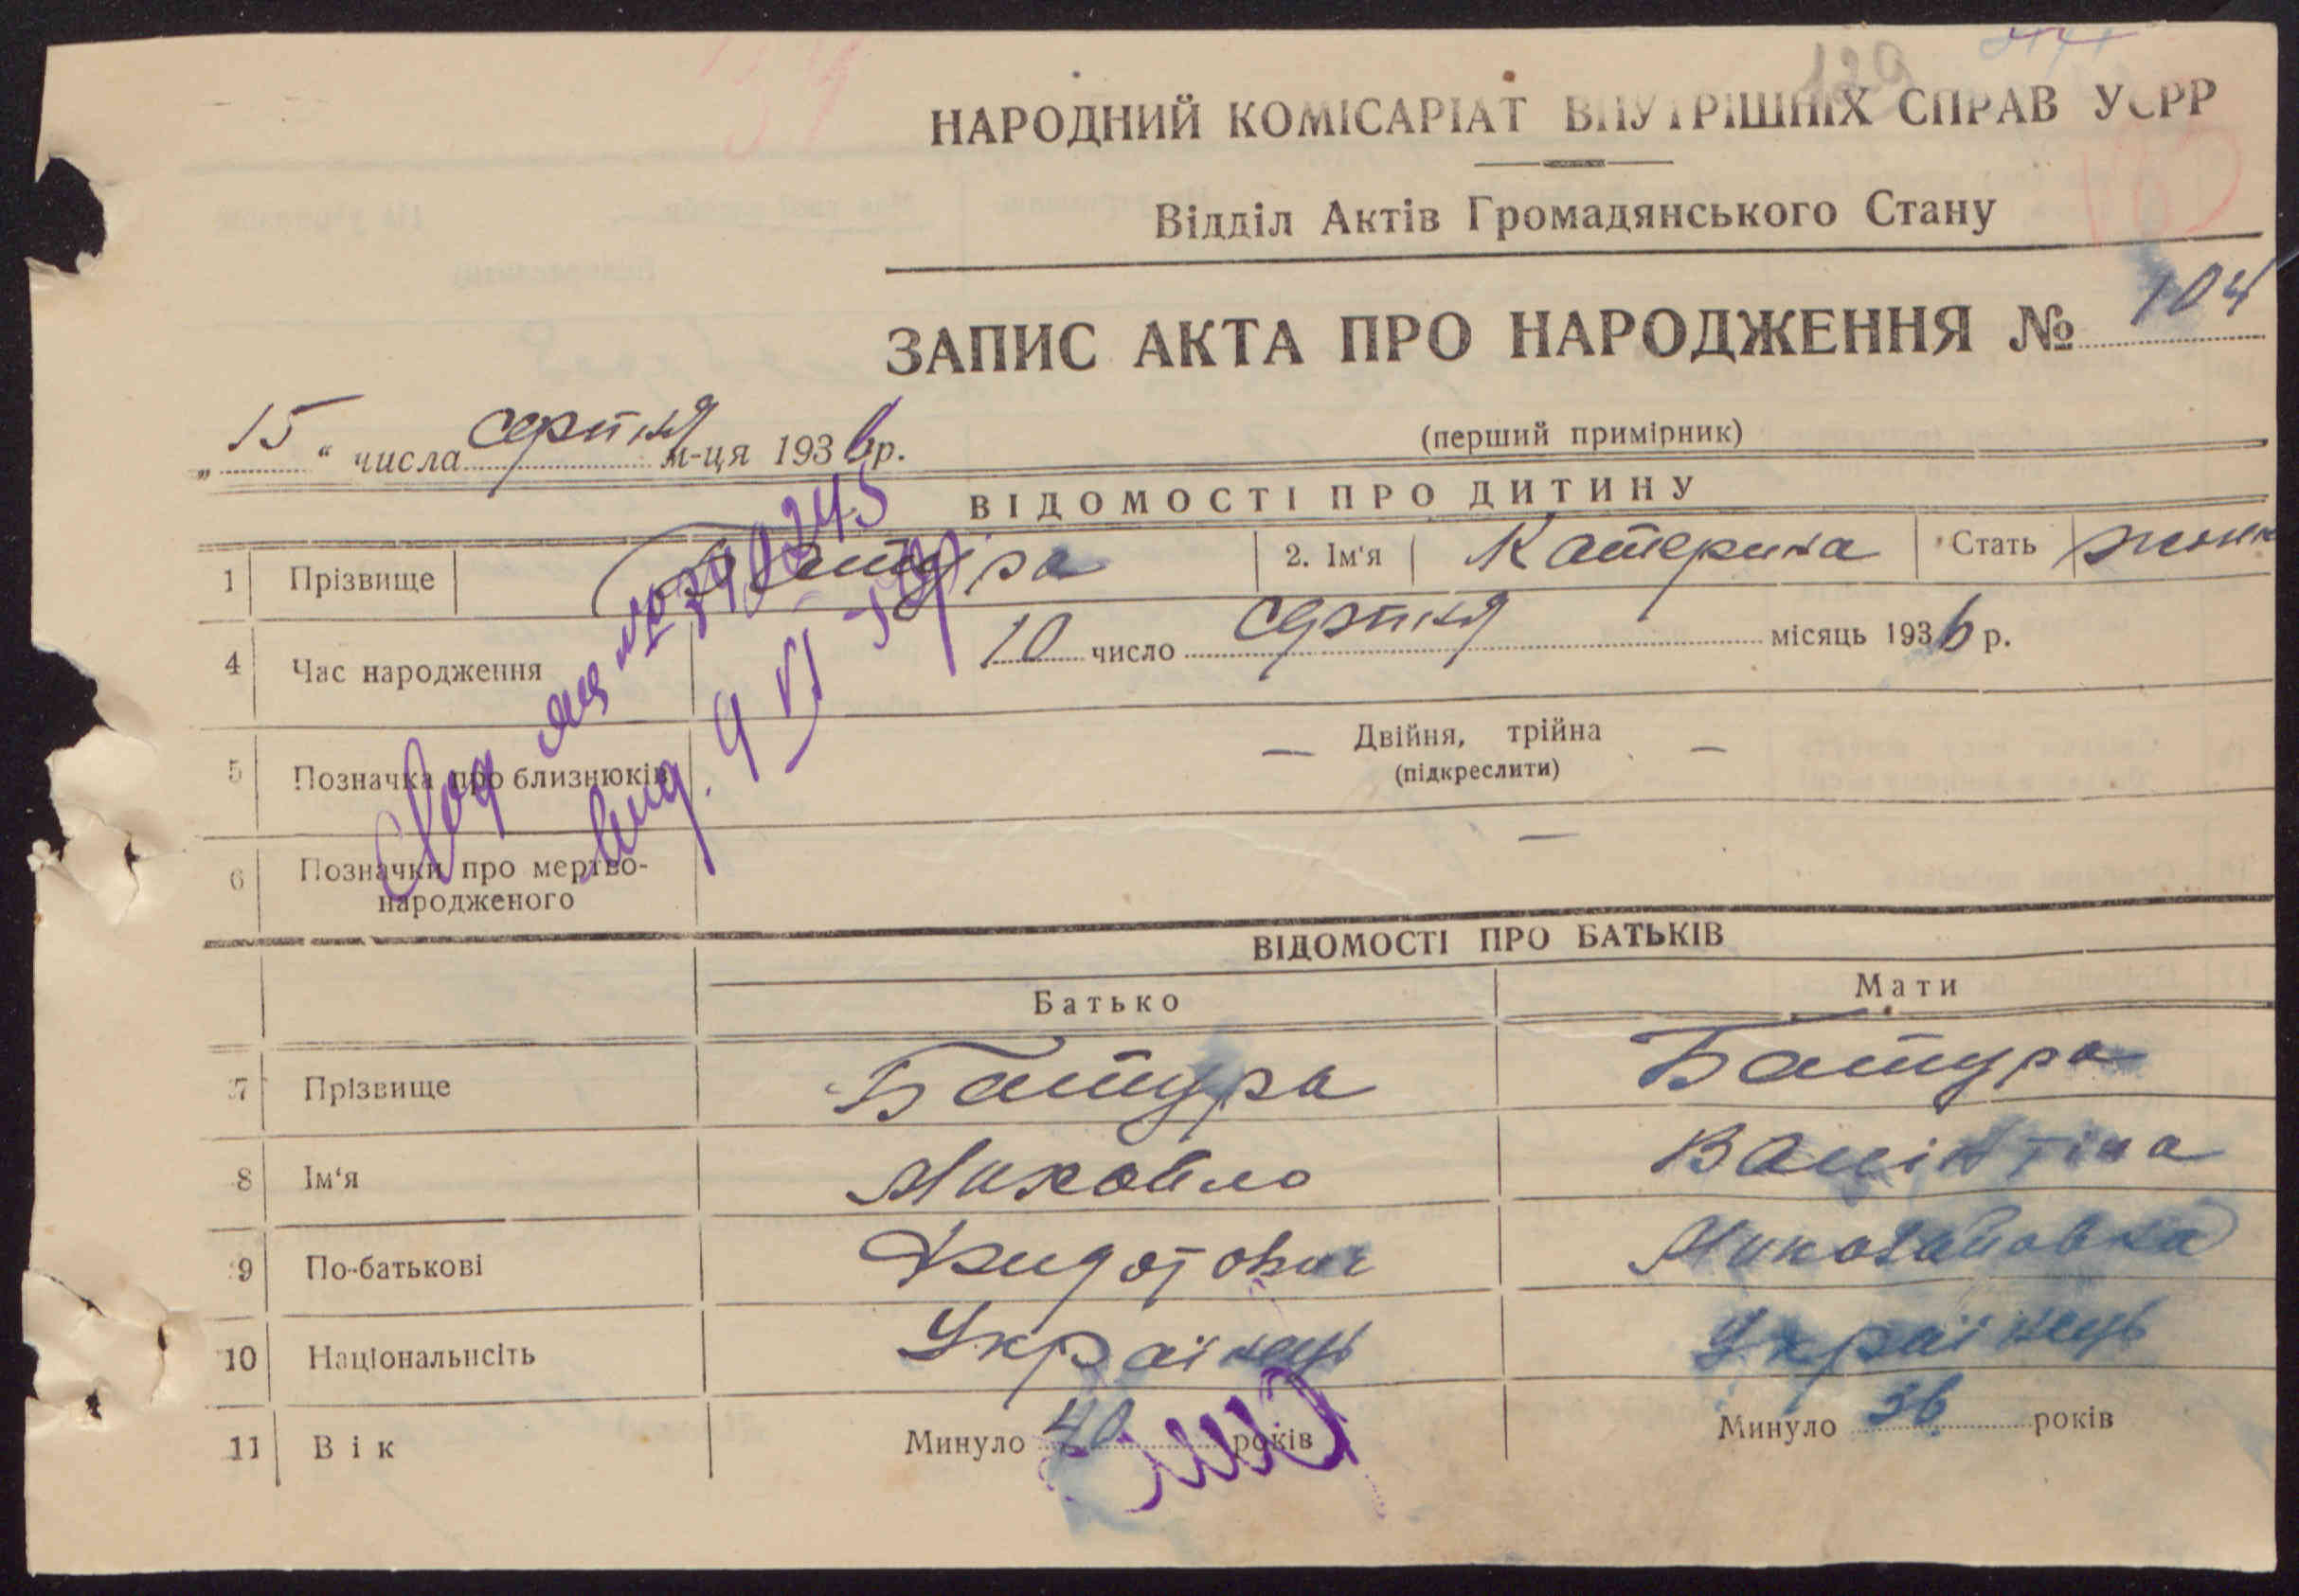 НАРОДНИЙ КОМІСАРІАТ ВНУТРІШНІХ СПРАВ УСРР
Відділ Актів Громадянського Стану
ЗАПИС АКТА ПРО НАРОДЖЕННЯ № 104
„ 15 “ числа серпня м-ця 1936 р.
(перший примірник)
ВІДОМОСТІ ПРО ДИТИНУ
1 Прізвище Батура 2. Ім'я Катерина Стать жіноч
4 Час народження 10 число серпня місяць 1936 р.
5 Позначка про близнюків — Двійня, трійна —
(підкреслити)
6 Позначки про мертво-
народженого —
ВІДОМОСТІ ПРО БАТЬКІВ
Батько Мати
7 Прізвище Батура Батура
8 Ім'я Михайло
9 По-батькові Миколаївна
10 Національнсіть Українець Українець
11 Вік Минуло 40 років Минуло 36 років